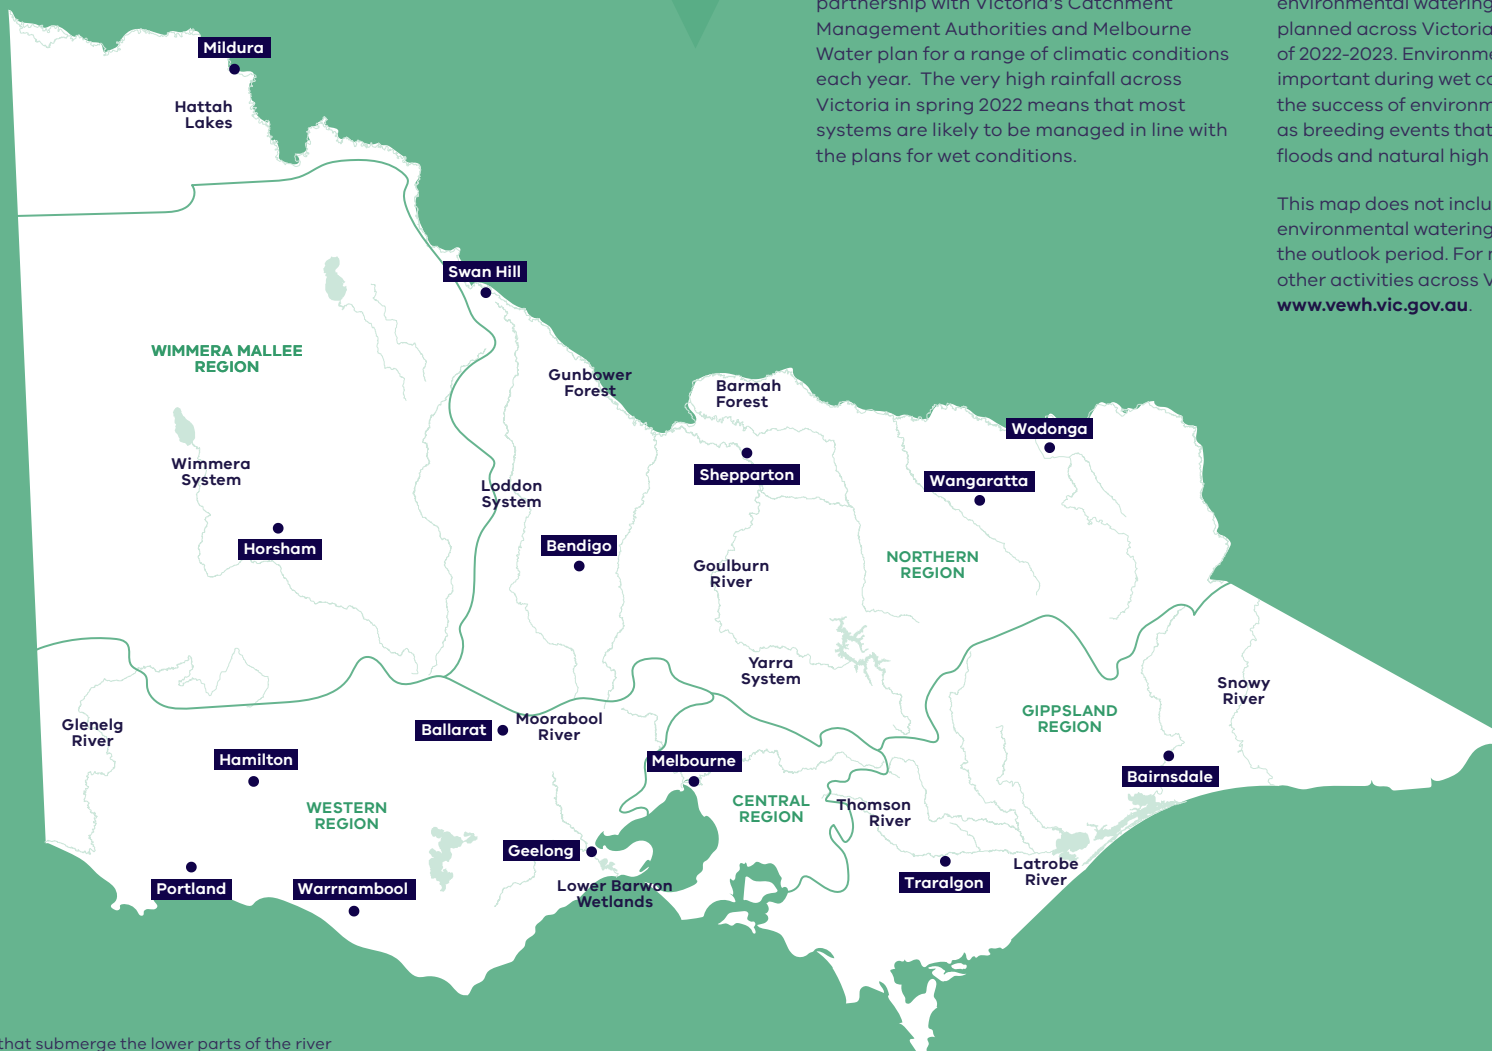 partnership with Victoria's Catchment
Management Authorities and Melbourne
Water plan for a range of climatic conditions
each year. The very high rainfall across
Victoria in spring 2022 means that most
systems are likely to be managed in line with
the plans for wet conditions.
environmental watering
planned across Victoria
of 2022-2023. Environme
important during wet co
the success of environm
as breeding events that
floods and natural high
This map does not inclu
environmental watering
the outlook period. For
other activities across V
www.vewh.vic.gov.au.
Mildura
Hattah
Lakes
Swan Hill
WIMMERA MALLEE
REGION
Gunbower
Forest
Barmah
Forest
Wodonga
Wimmera
System
Shepparton
Wangaratta
Loddon
System
Horsham
Bendigo
Goulburn
River
NORTHERN
REGION
Yarra
System
Snowy
River
Glenelg
River
Ballarat
Moorabool
River
GIPPSLAND
REGION
Hamilton
Melbourne
Bairnsdale
WESTERN
REGION
CENTRAL
REGION
Thomson
River
Geelong
Latrobe
River
Portland
Warrnambool
Lower Barwon
Wetlands
Traralgon
that submerge the lower parts of the river